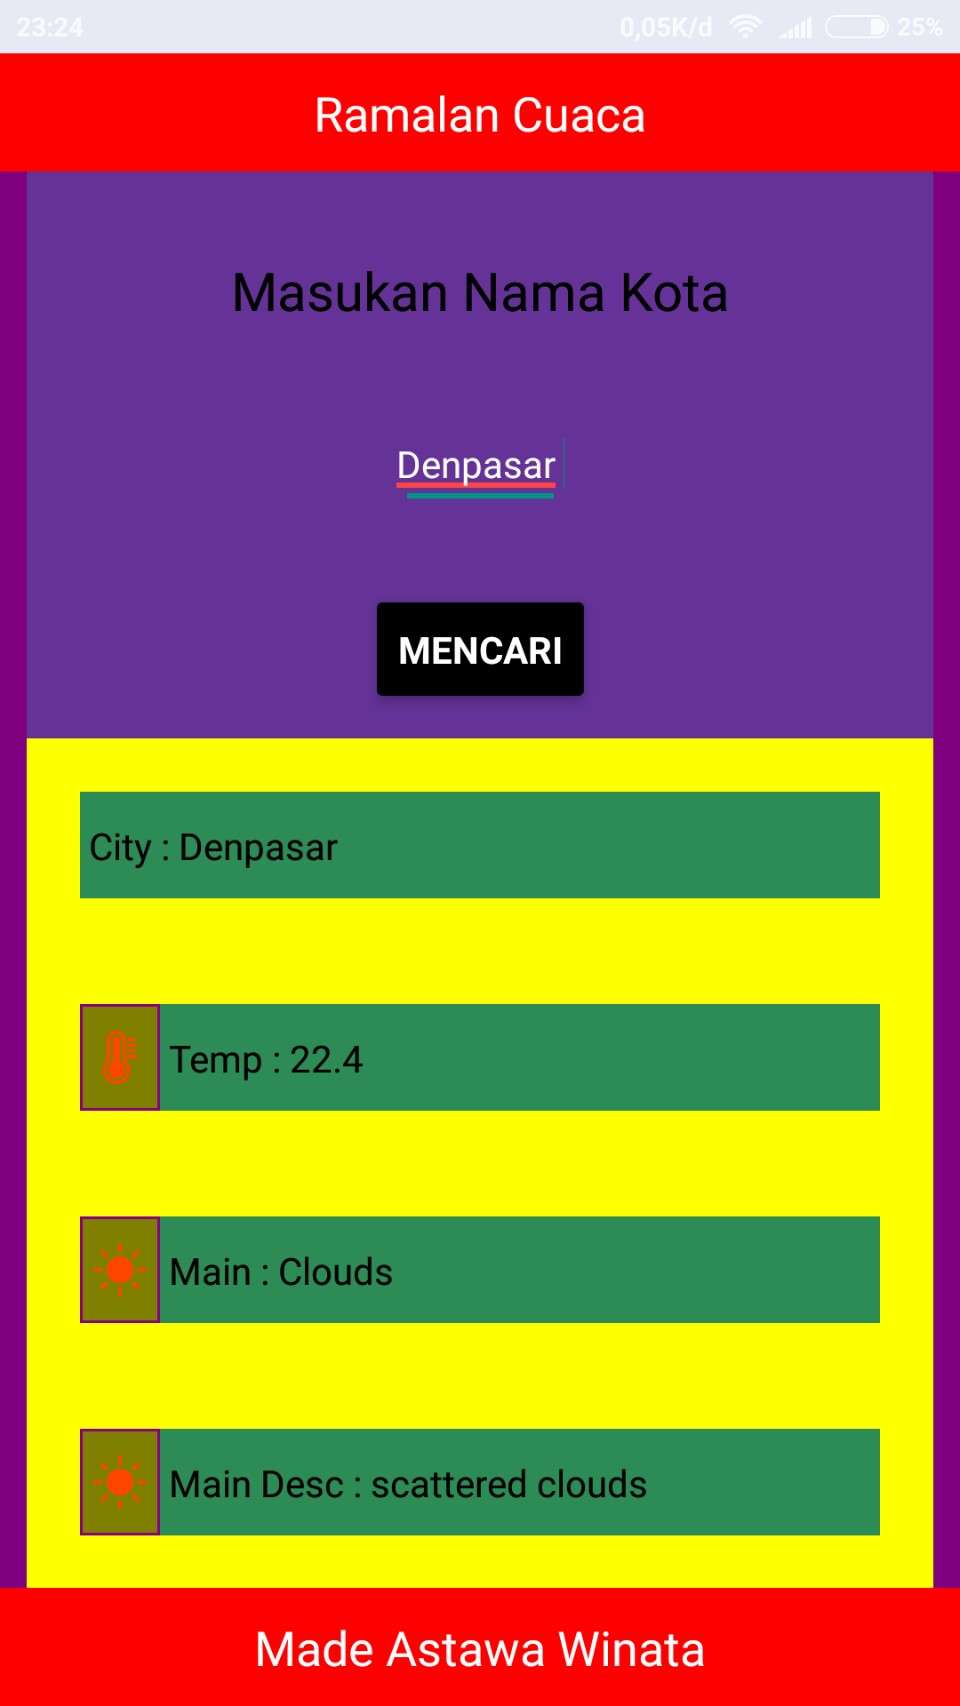 23:24 0,05K/d 25%
Ramalan Cuaca
Masukan Nama Kota
Denpasar
MENCARI
City : Denpasar
Temp : 22.4
Main : Clouds
Main Desc : scattered clouds
Made Astawa Winata